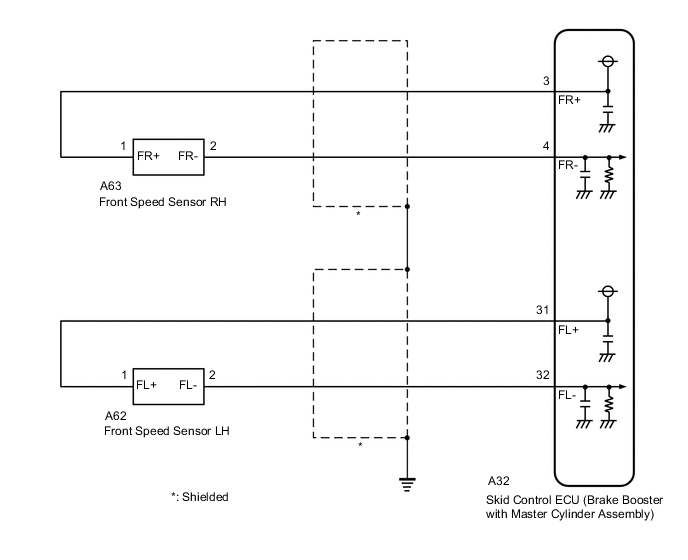 3
FR+
1
FR+ FR-
2
4
FR-
A63
Front Speed Sensor RH
*
31
FL+
1
FL+ FL-
2
32
FL-
A62
Front Speed Sensor LH
*
*: Shielded
A32
Skid Control ECU (Brake Booster
with Master Cylinder Assembly)